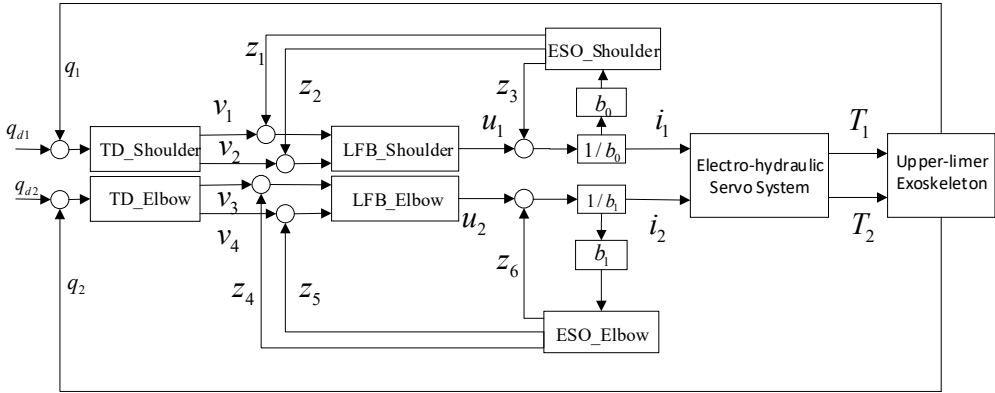 z1
ESO_Shoulder
q1
z2
z3
b0
qd1
v1
u1
i1
T1
TD_Shoulder
v2
LFB_Shoulder
1/b0
Electro-hydraulic
Servo System
Upper-limer
Exoskeleton
qd2
TD_Elbow
v3
LFB_Elbow
u2
1/b1
i2
T2
v4
b1
q2
z4
z5
z6
ESO_Elbow